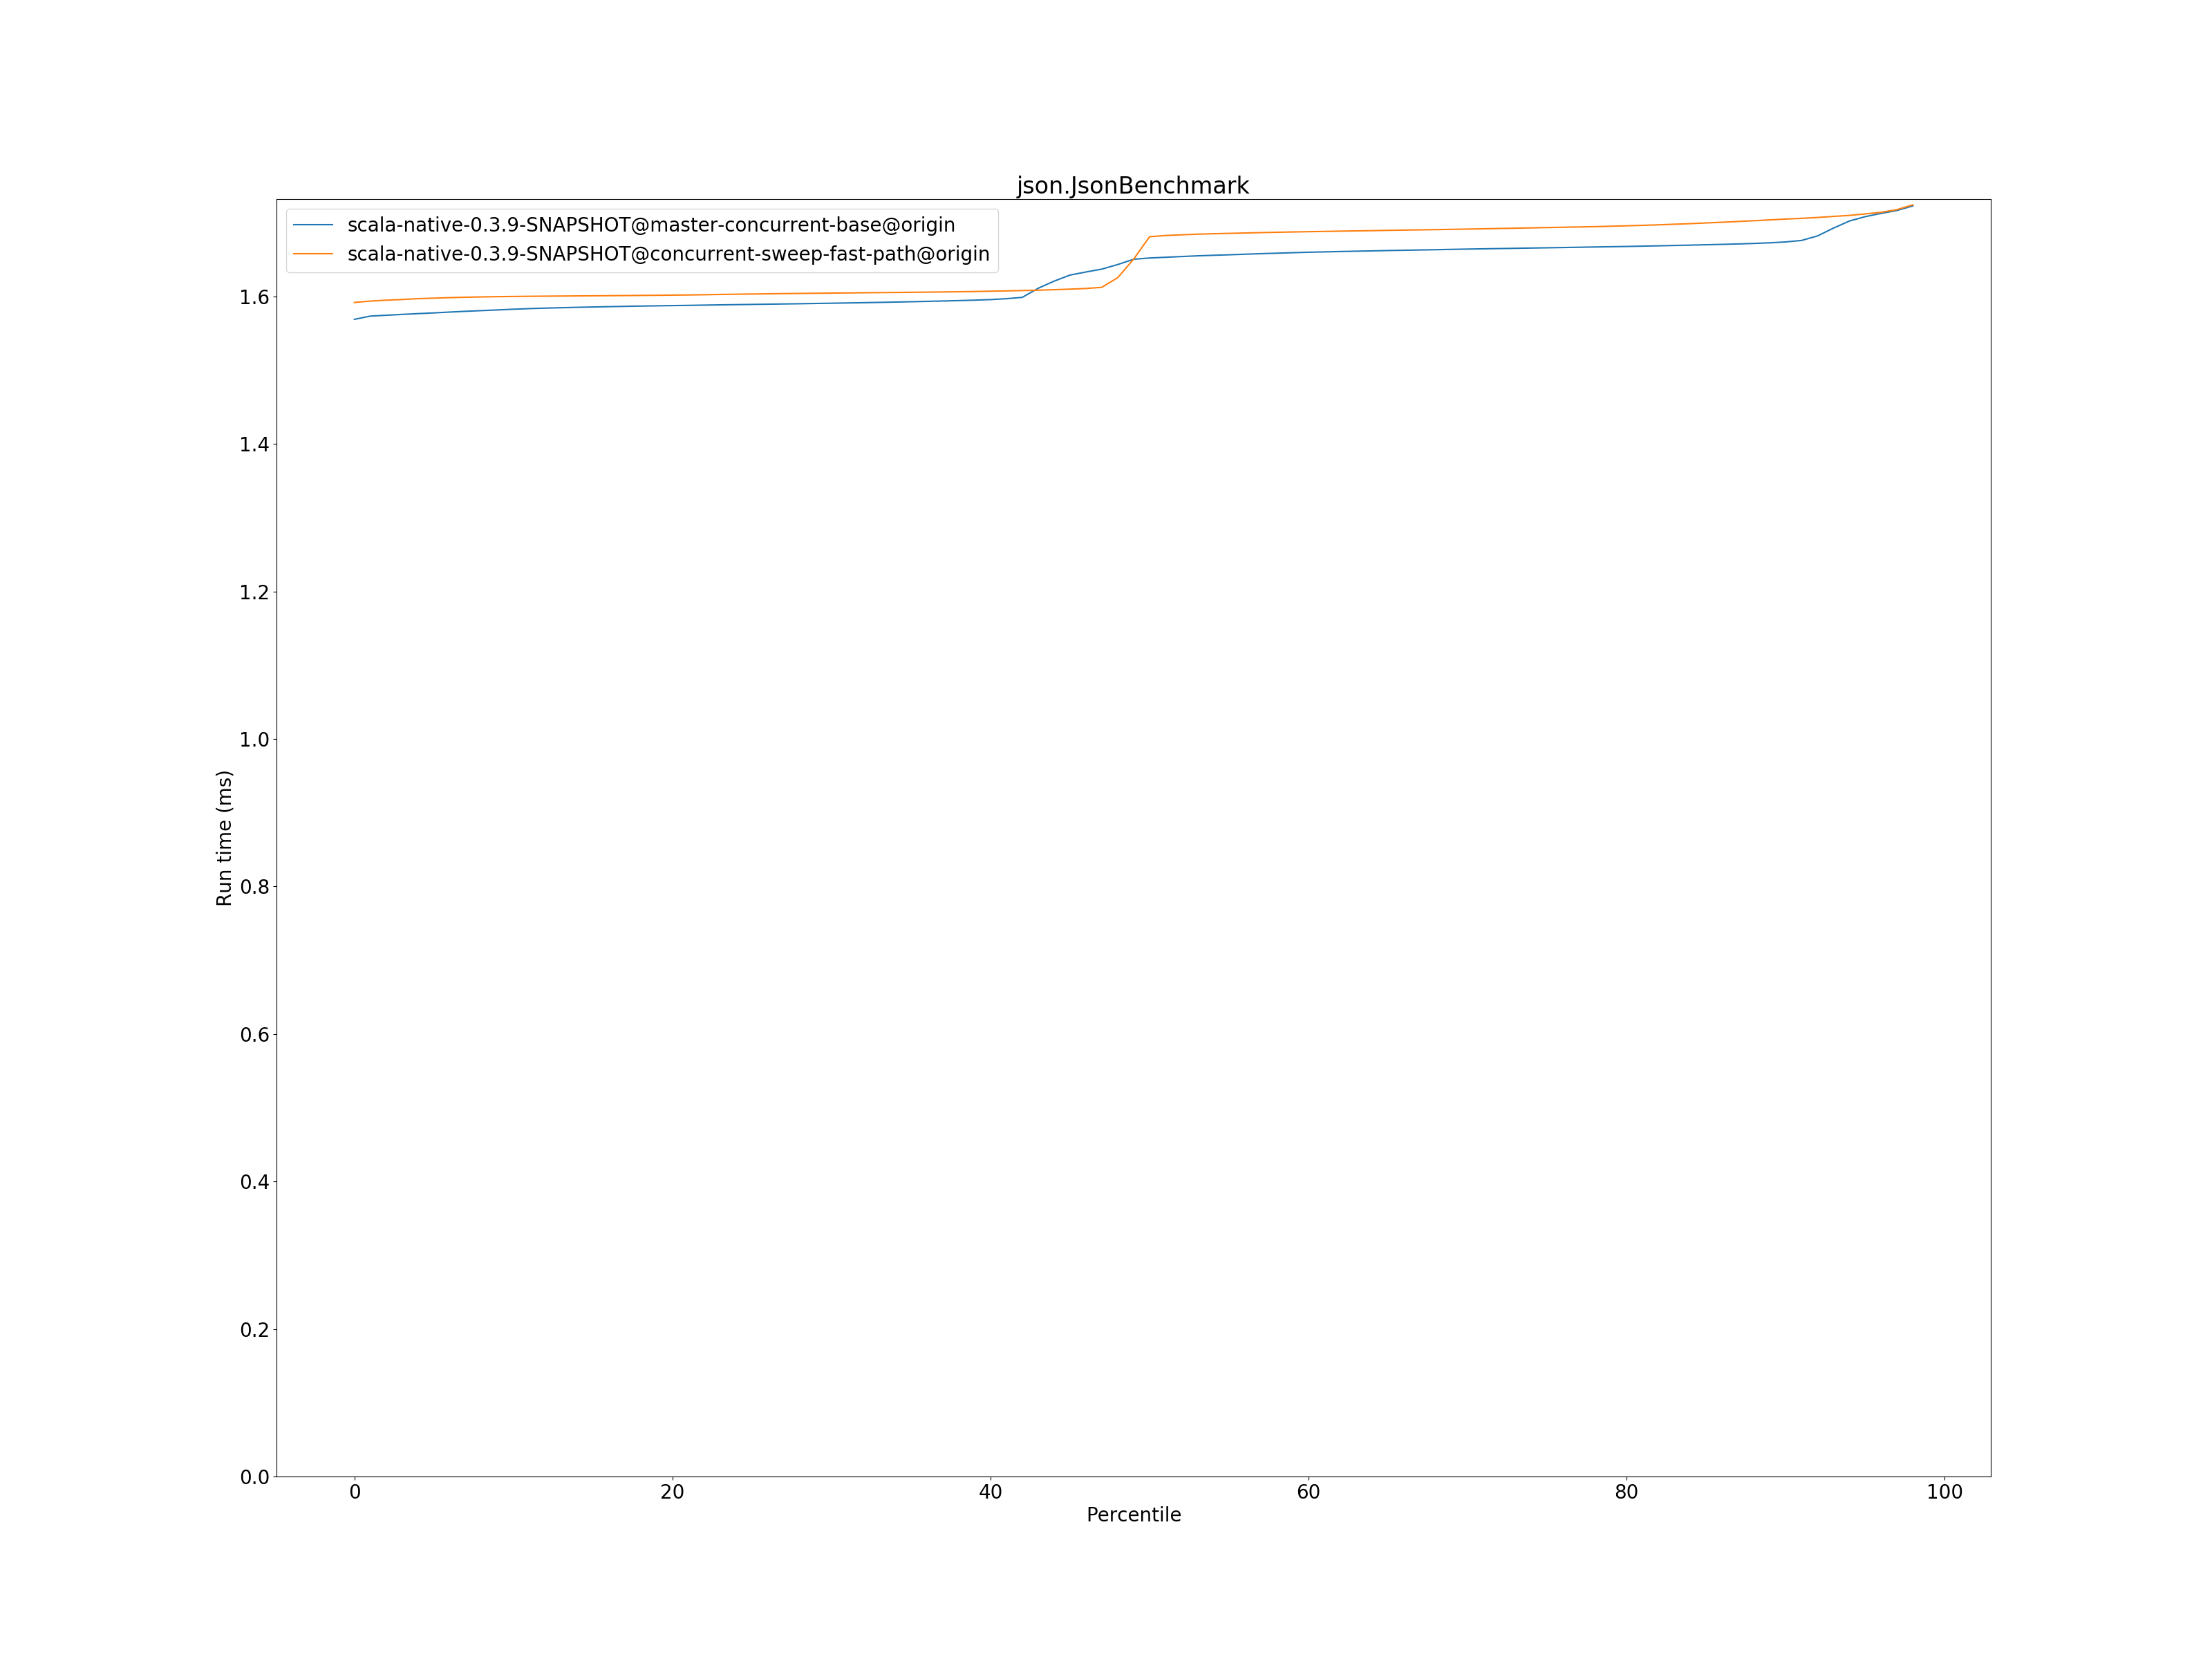 json.JsonBenchmark
scala-native-0.3.9-SNAPSHOT@master-concurrent-base@origin
scala-native-0.3.9-SNAPSHOT@concurrent-sweep-fast-path@origin
1.6
1.4
1.2
1.0
0.8
0.6
0.4
0.2
0.0
Run time (ms)
0 20 40 60 80 100
Percentile